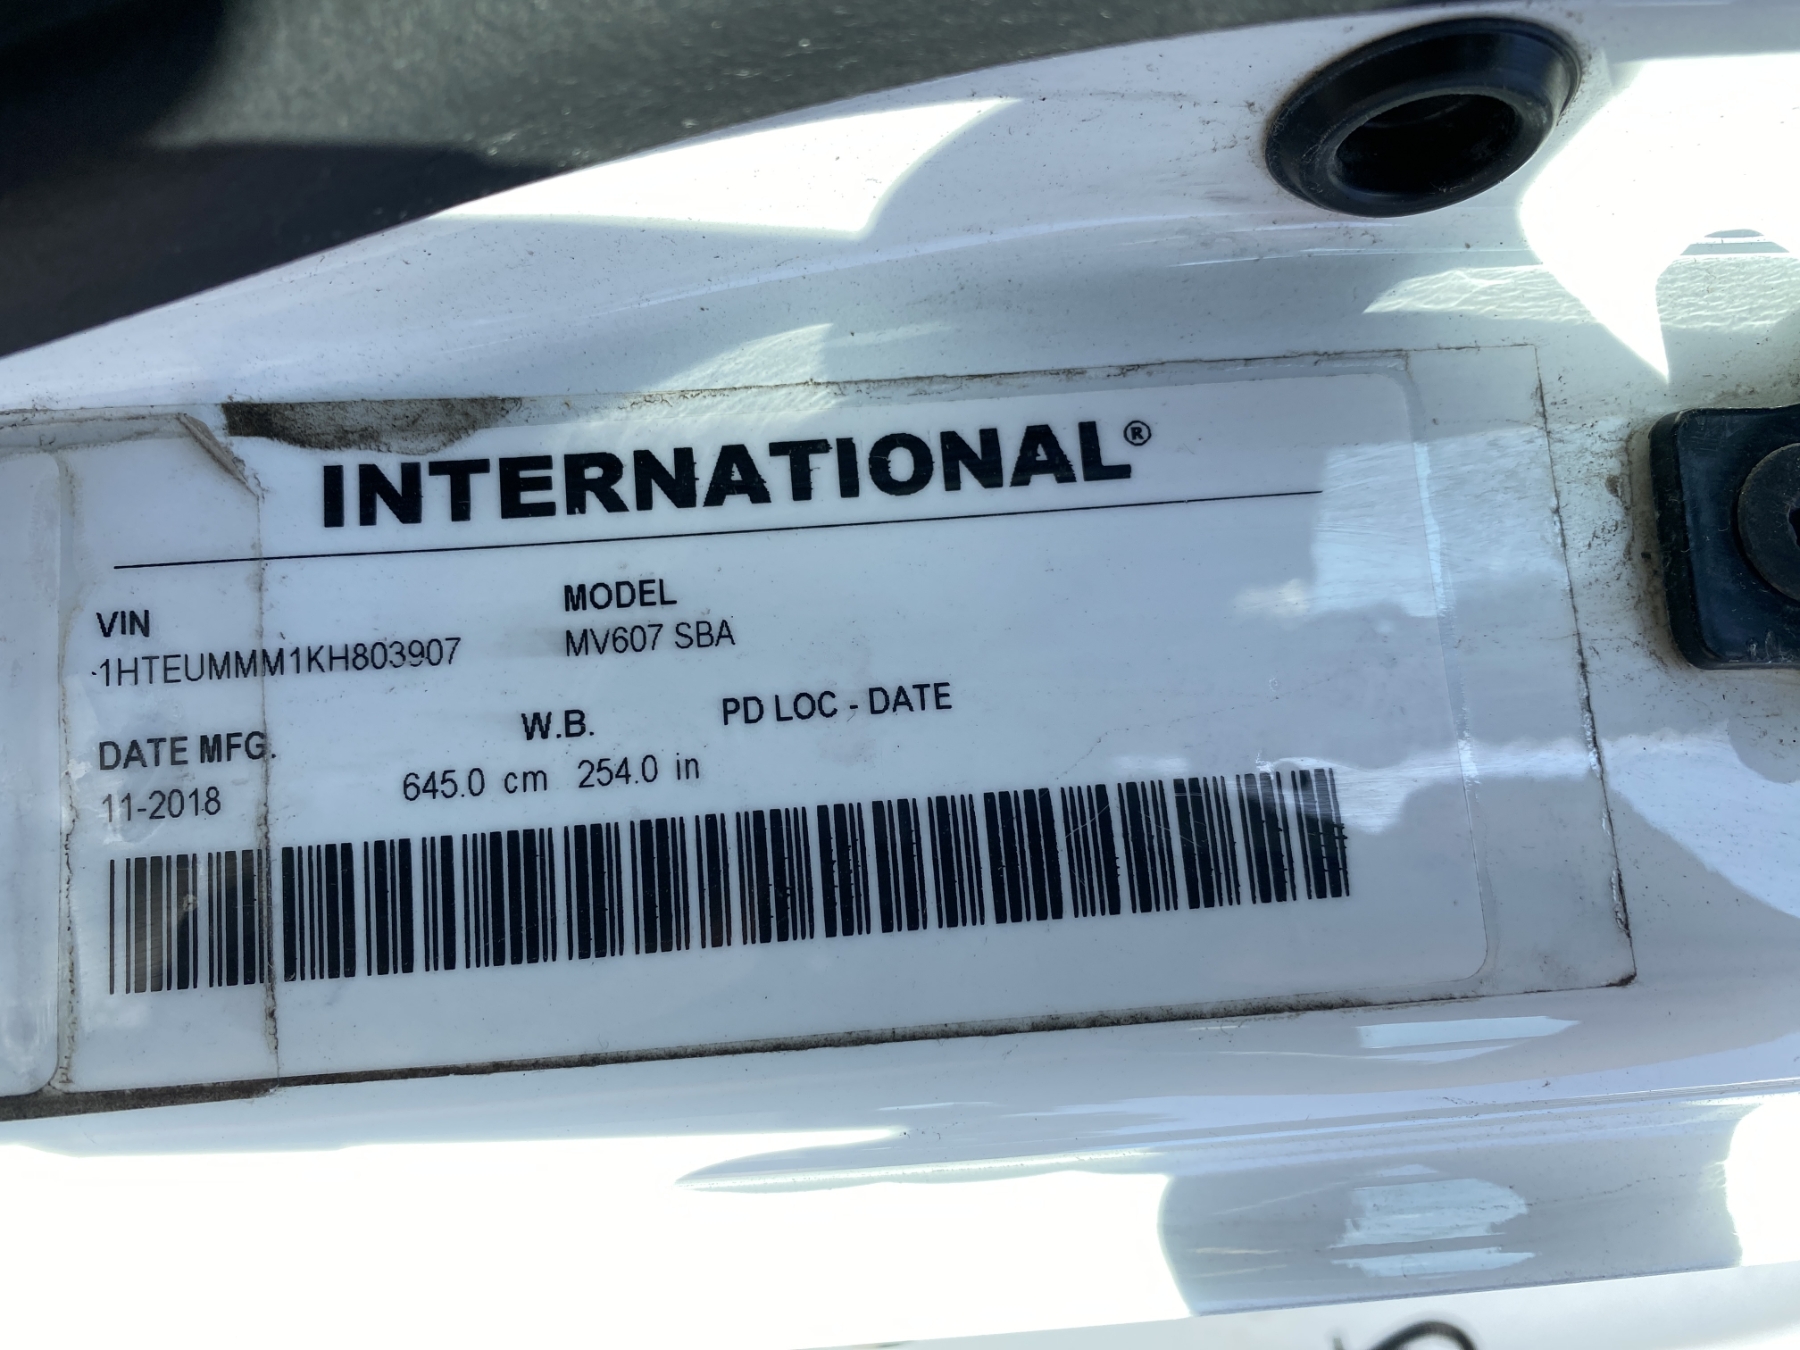 INTERNATIONAL®
VIN
1HTEUMMM1KH803907
MODEL
MV607 SBA
DATE MFG.
11-2018
W.B.
645.0 cm 254.0 in
PD LOC - DATE